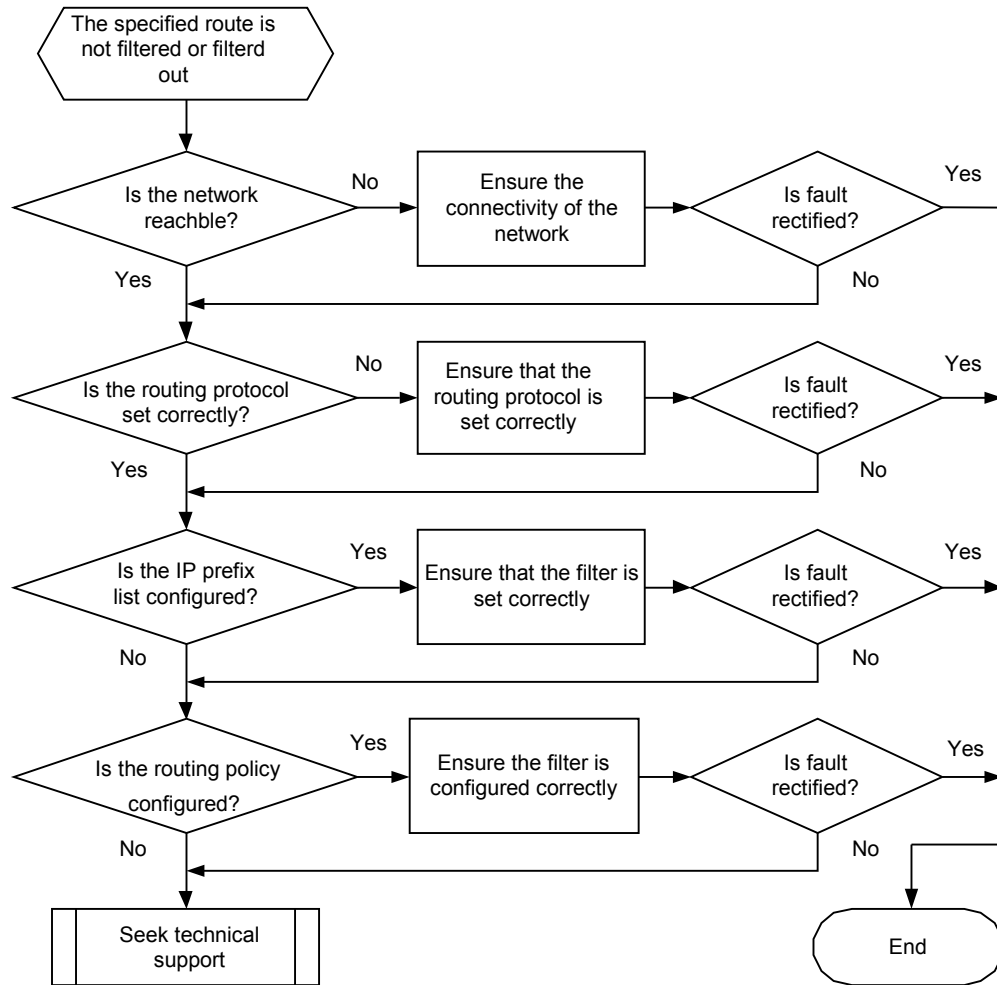 The specified route is
not filtered or filterd
out
Is the network
reachble?
No
Ensure the
connectivity of the
network
Is fault
rectified?
Yes
Yes
No
Is the routing protocol
set correctly?
No
Ensure that the
routing protocol is
set correctly
Is fault
rectified?
Yes
Yes
No
Is the IP prefix
list configured?
Yes
Ensure that the filter is
set correctly
Is fault
rectified?
Yes
No
No
Is the routing policy
configured?
Yes
Ensure the filter is
configured correctly
Is fault
rectified?
Yes
No
No
Seek technical
support
End